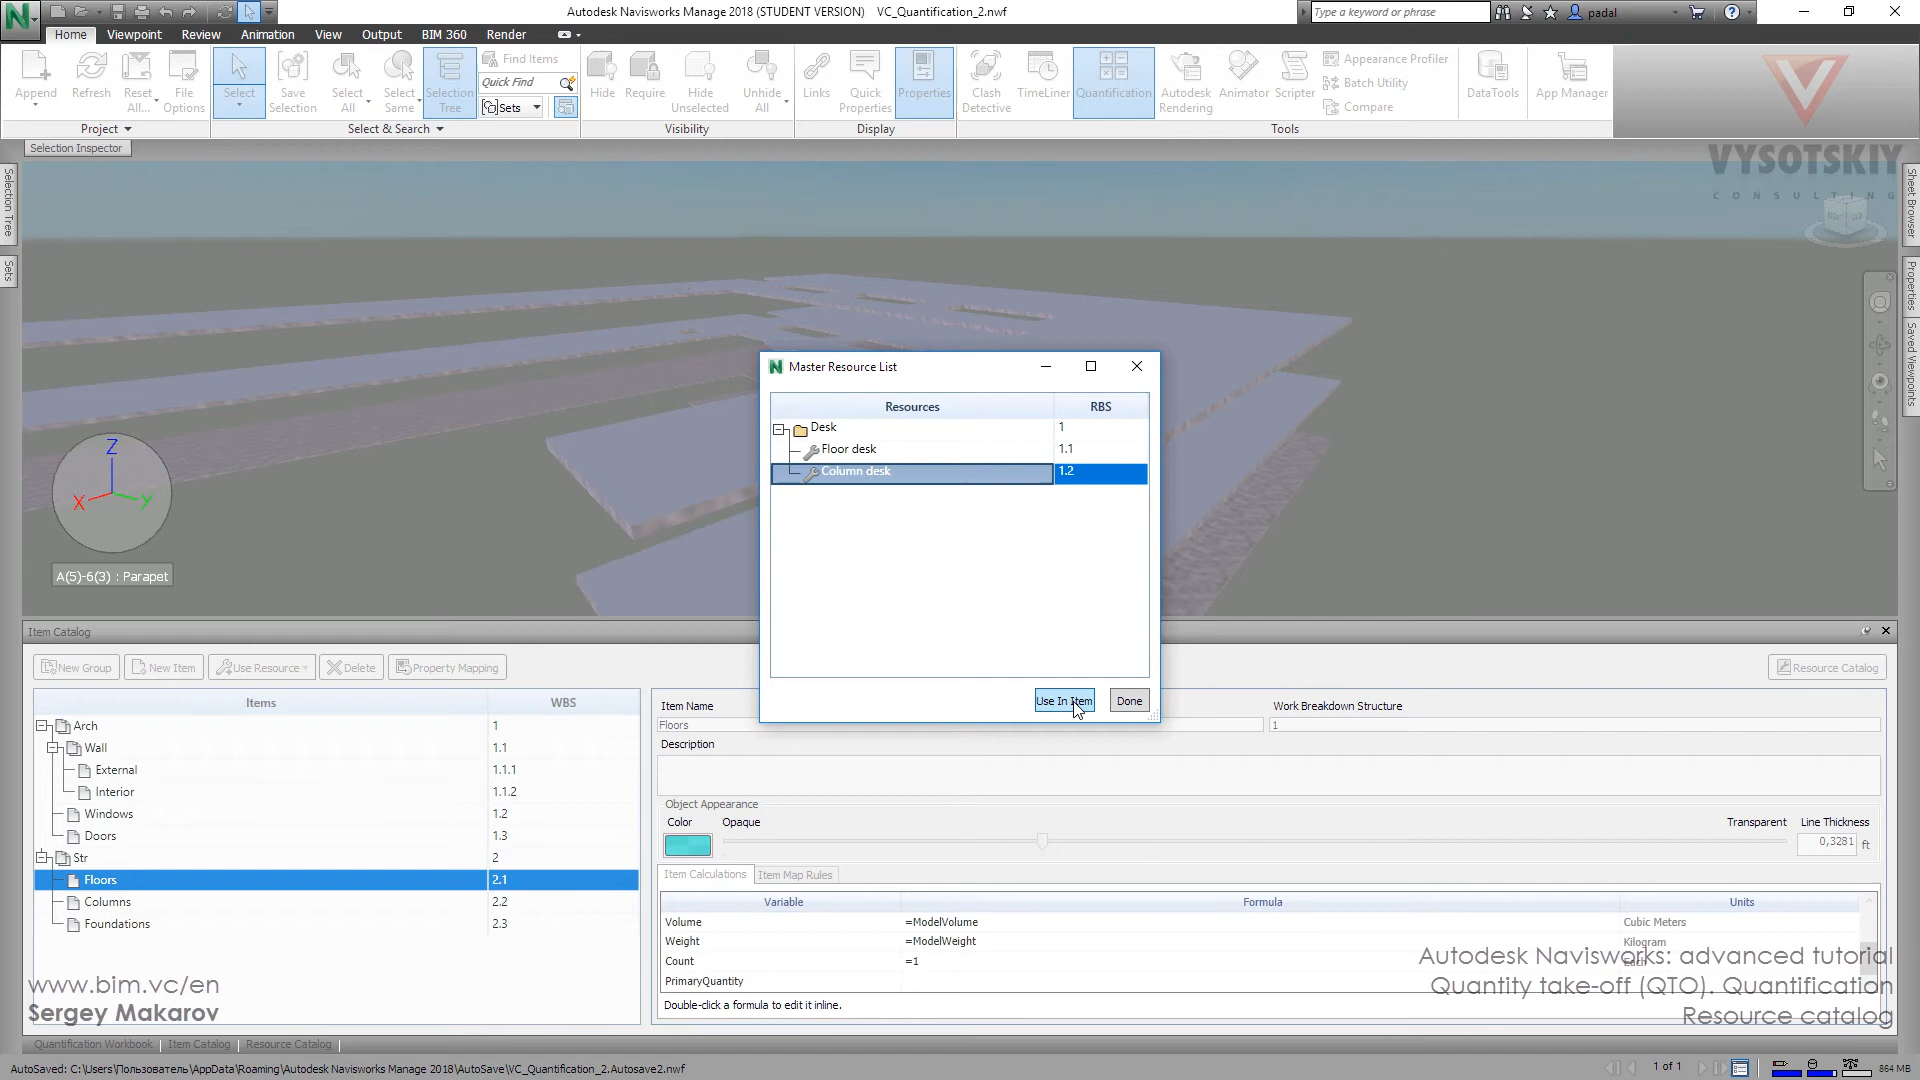 Autodesk Navisworks Manage 2018 (STUDENT VERSION) VC_Quantification_2.nwf
Type a keyword or phrase
padal
Home Viewpoint Review Animation View Output BIM 360 Render
Append
Refresh
Reset All...
File Options
Select
Save Selection
Select All
Select Same
Selection Tree
Find Items
Quick Find
Sets
Hide
Require
Hide Unselected
Unhide All
Links
Quick Properties
Properties
Clash Detective
TimeLiner
Quantification
Autodesk Rendering
Animator
Scripter
Appearance Profiler
Batch Utility
Compare
DataTools
App Manager
Project
Select & Search
Visibility
Display
Tools
Selection Inspector
VYSOTSKIY
CONSULTING
Selection Tree
Sets
Sheet Browser
Properties
Saved Viewpoints
Z
X
Y
A(5)-6(3) : Parapet
Master Resource List
Resources RBS
Desk 1
Floor desk 1.1
Column desk 1.2
Use In Item Done
Item Catalog
New Group New Item Use Resource Delete Property Mapping
Resource Catalog
Items WBS
Arch 1
Wall 1.1
External 1.1.1
Interior 1.1.2
Windows 1.2
Doors 1.3
Str 2
Floors 2.1
Columns 2.2
Foundations 2.3
Item Name Work Breakdown Structure
Floors 1
Description
Object Appearance
Color Opaque Transparent Line Thickness
0,3281 ft
Item Calculations Item Map Rules
Variable Formula Units
Volume =ModelVolume Cubic Meters
Weight =ModelWeight Kilogram
Count =1 Each
PrimaryQuantity
Double-click a formula to edit it inline.
www.bim.vc/en
Sergey Makarov
Autodesk Navisworks: advanced tutorial
Quantity take-off (QTO). Quantification
Resource catalog
Quantification Workbook Item Catalog Resource Catalog
AutoSaved: C:\Users\Пользователь\AppData\Roaming\Autodesk Navisworks Manage 2018\AutoSave\VC_Quantification_2.Autosave2.nwf
1 of 1
864 MB